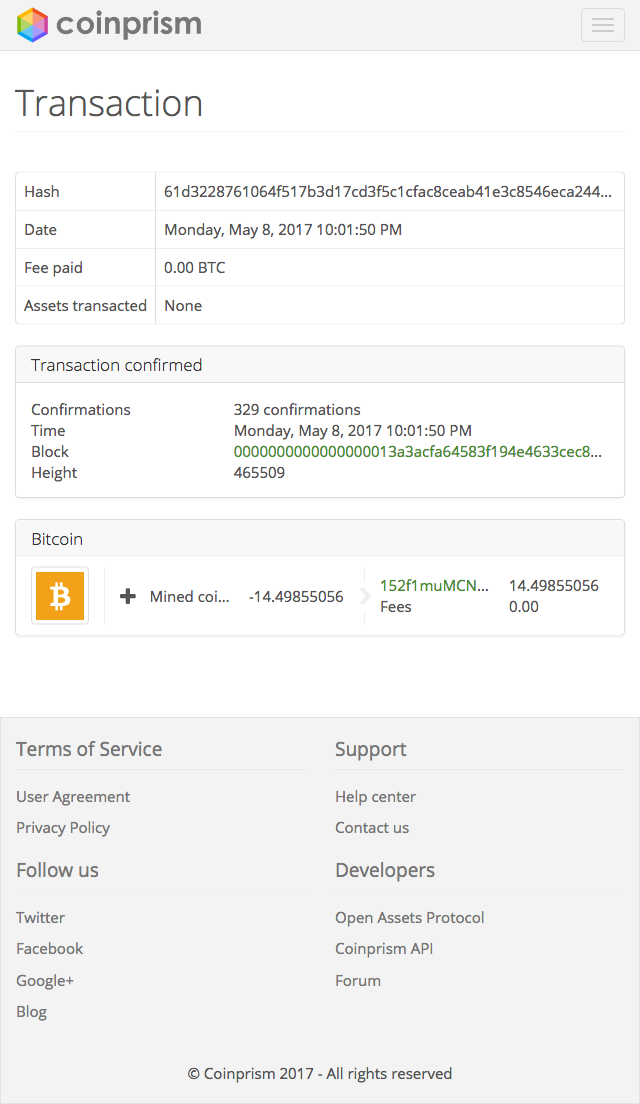 coinprism
Transaction
Hash 61d3228761064f517b3d17cd3f5c1cfac8ceab41e3c8546eca244...
Date Monday, May 8, 2017 10:01:50 PM
Fee paid 0.00 BTC
Assets transacted None
Transaction confirmed
Confirmations 329 confirmations
Time Monday, May 8, 2017 10:01:50 PM
Block 0000000000000000013a3acfa64583f194e4633cec8...
Height 465509
Bitcoin
Mined coi... -14.49855056
152f1muMCN... 14.49855056
Fees 0.00
Terms of Service
User Agreement
Privacy Policy
Support
Help center
Contact us
Follow us
Twitter
Facebook
Google+
Blog
Developers
Open Assets Protocol
Coinprism API
Forum
© Coinprism 2017 - All rights reserved